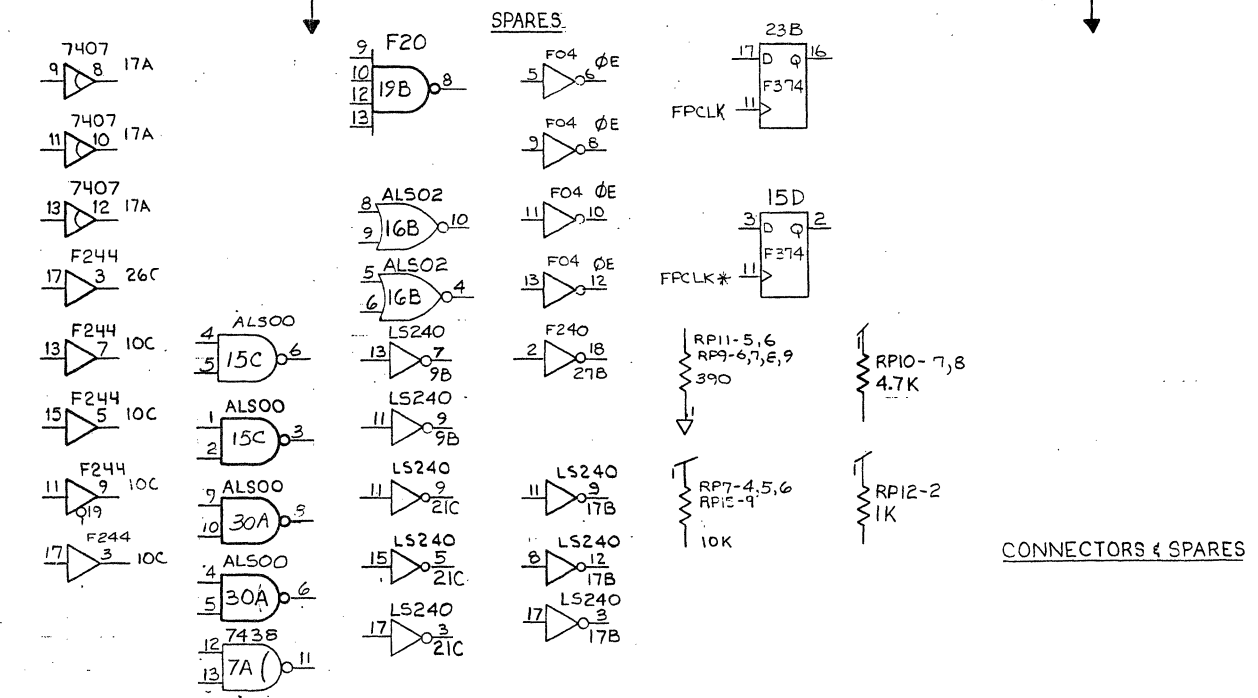 SPARES
7407
9 8 17A
7407
11 10 17A
7407
13 12 17A
F244
17 3 26C
F244
13 7 10C
F244
15 5 10C
F244
11 9 10C
19
F244
17 3 10C
ALS00
4
15C 6
5
ALS00
1
15C 3
2
ALS00
9
30A
10
ALS00
4
30A 6
5
7438
12
7A 11
13
F20
9
10
19B 8
12
13
ALS02
8
16B 10
9
ALS02
5
16B 4
6
LS240
13 7
9B
LS240
11 9
9B
LS240
11 9
21C
LS240
15 5
21C
LS240
17 3
21C
F04 ØE
5 6
F04 ØE
9 8
F04 ØE
11 10
F04 ØE
13 12
F240
2 18
27B
LS240
11 9
17B
LS240
8 12
17B
LS240
17 3
17B
23B
17 D Q 16
F374
FPCLK 11
15D
3 D Q 2
F374
FPCLK* 11
RP11-5,6
RP9-6,7,8,9
390
1
1
RP10-7,8
4.7K
1
RP7-4,5,6
10K
1
RP12-2
1K
CONNECTORS & SPARES